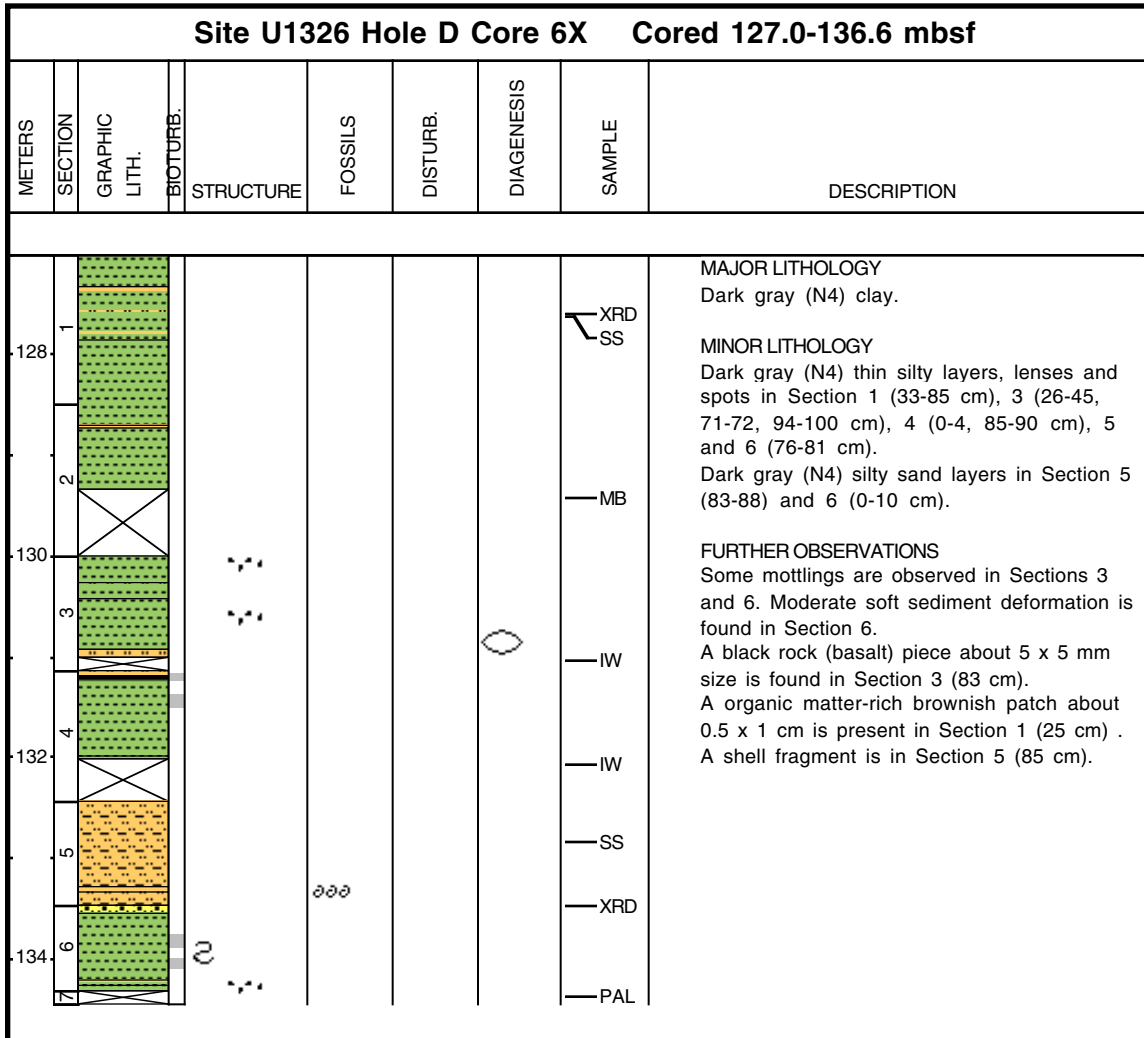 Site U1326 Hole D Core 6X Cored 127.0-136.6 mbsf
METERS
SECTION
GRAPHIC
LITH.
BIOTURB.
STRUCTURE
FOSSILS
DISTURB.
DIAGENESIS
SAMPLE
DESCRIPTION
1
2
3
4
5
6
7
128
130
132
134
XRD
SS
MB
IW
IW
SS
XRD
PAL
MAJOR LITHOLOGY
Dark gray (N4) clay.
MINOR LITHOLOGY
Dark gray (N4) thin silty layers, lenses and
spots in Section 1 (33-85 cm), 3 (26-45,
71-72, 94-100 cm), 4 (0-4, 85-90 cm), 5
and 6 (76-81 cm).
Dark gray (N4) silty sand layers in Section 5
(83-88) and 6 (0-10 cm).
FURTHER OBSERVATIONS
Some mottlings are observed in Sections 3
and 6. Moderate soft sediment deformation is
found in Section 6.
A black rock (basalt) piece about 5 x 5 mm
size is found in Section 3 (83 cm).
A organic matter-rich brownish patch about
0.5 x 1 cm is present in Section 1 (25 cm) .
A shell fragment is in Section 5 (85 cm).